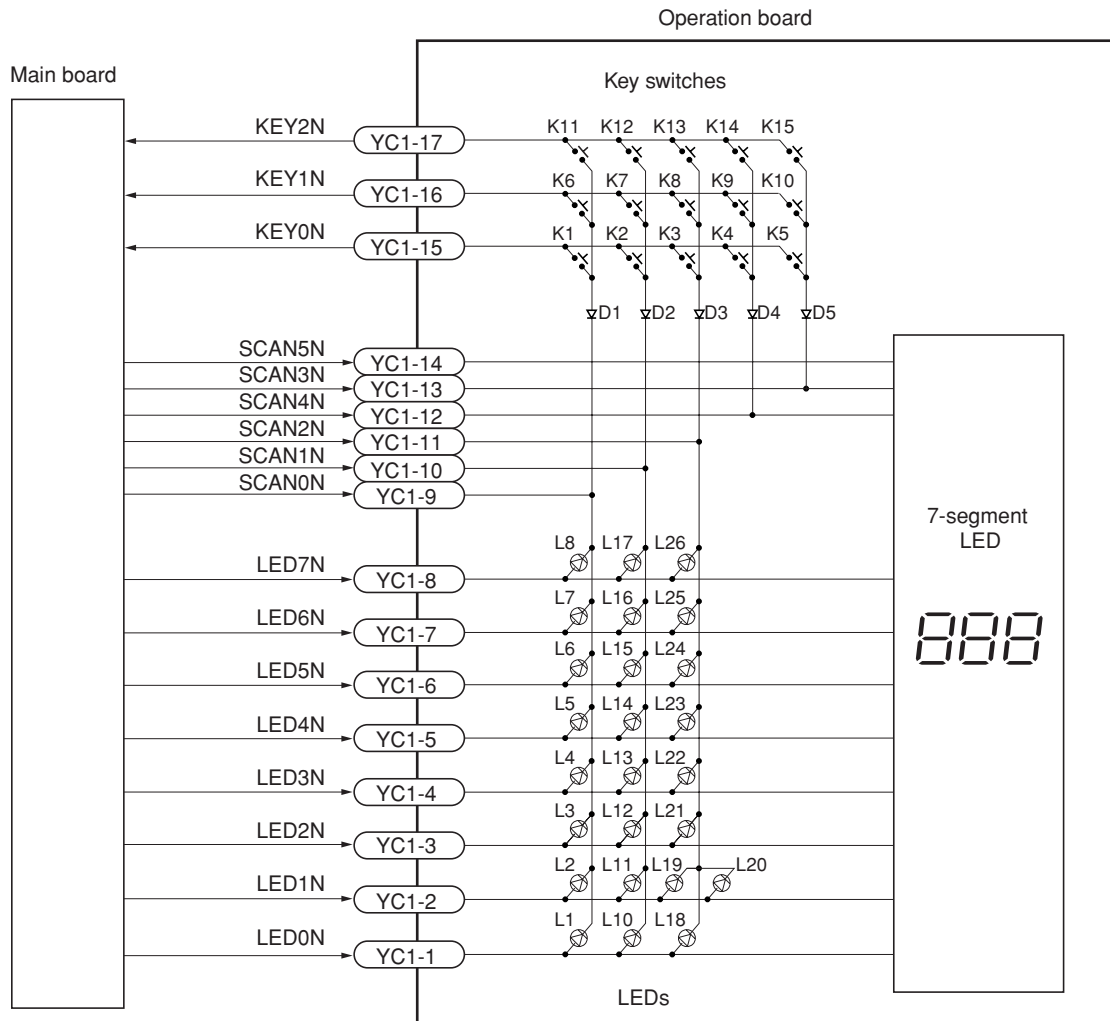 Operation board
Main board
Key switches
KEY2N YC1-17 K11 K12 K13 K14 K15
KEY1N YC1-16 K6 K7 K8 K9 K10
KEY0N YC1-15 K1 K2 K3 K4 K5
D1 D2 D3 D4 D5
SCAN5N YC1-14
SCAN3N YC1-13
SCAN4N YC1-12
SCAN2N YC1-11
SCAN1N YC1-10
SCAN0N YC1-9
7-segment
LED
L8 L17 L26
LED7N YC1-8
L7 L16 L25
LED6N YC1-7
888
L6 L15 L24
LED5N YC1-6
L5 L14 L23
LED4N YC1-5
L4 L13 L22
LED3N YC1-4
L3 L12 L21
LED2N YC1-3
L2 L11 L19 L20
LED1N YC1-2
L1 L10 L18
LED0N YC1-1
LEDs